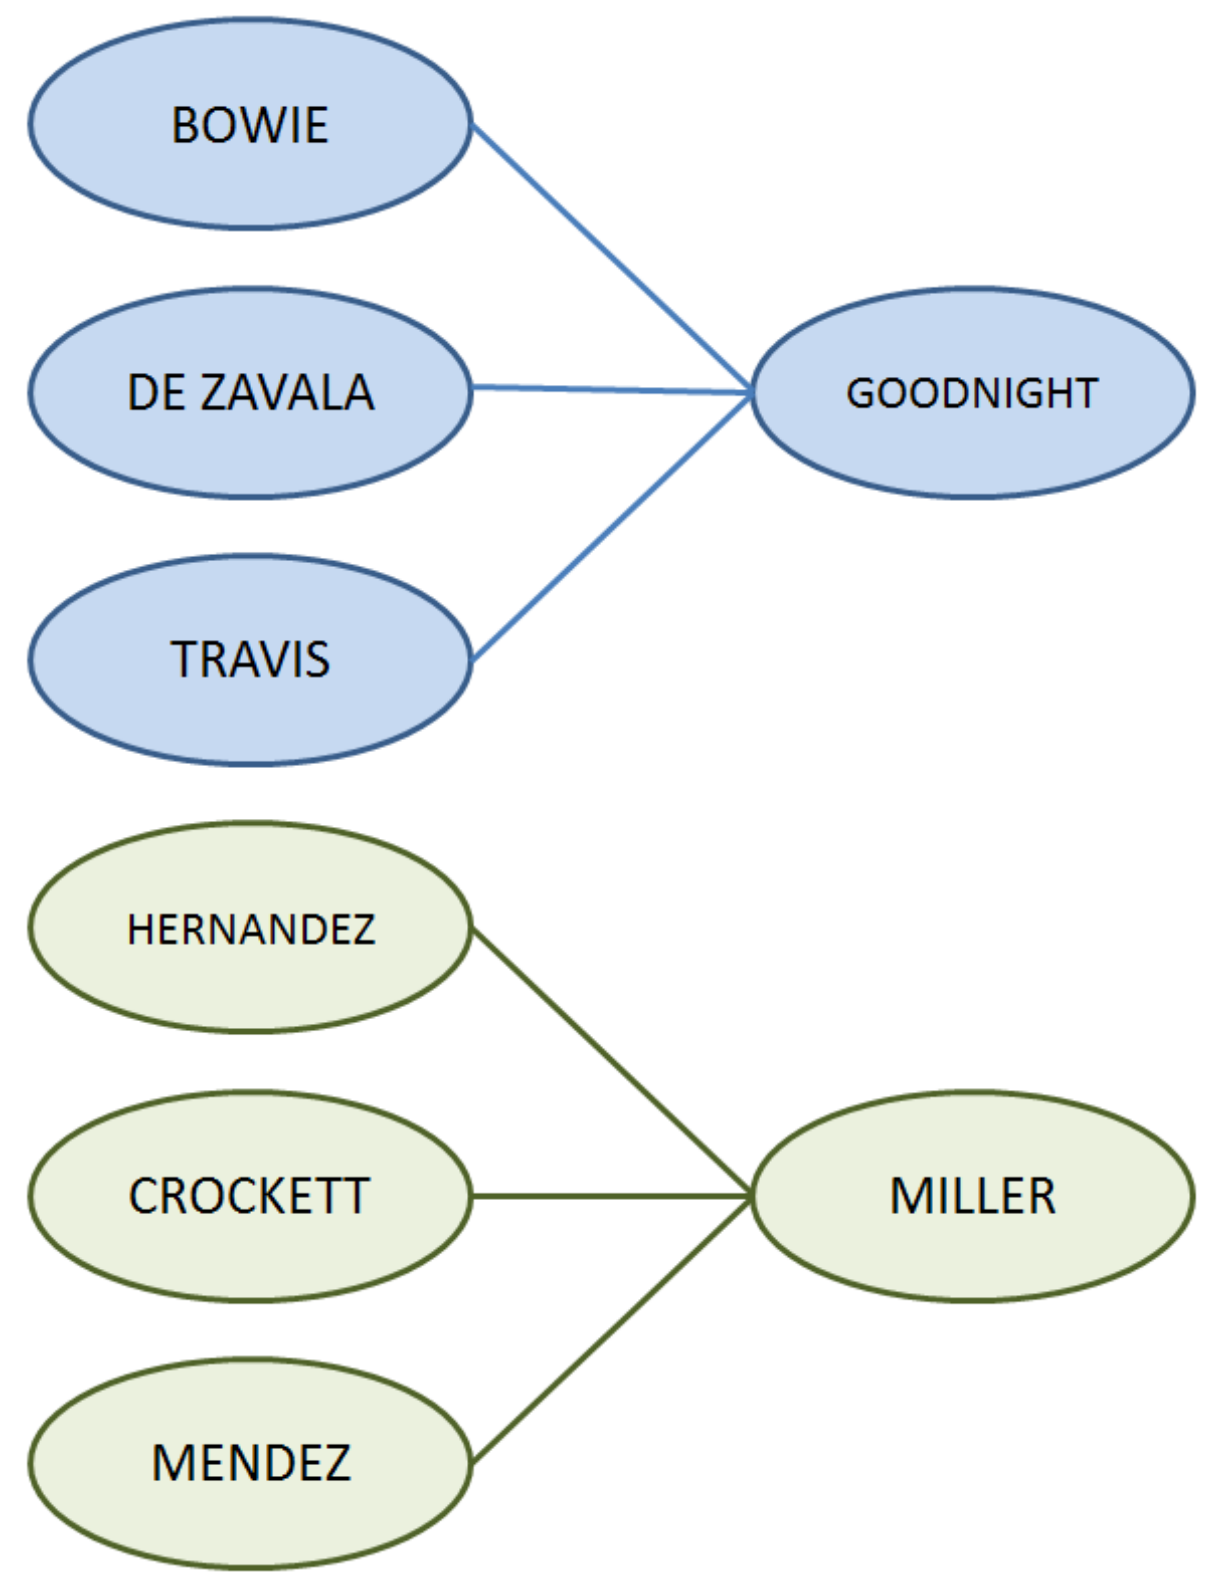 BOWIE
DE ZAVALA
GOODNIGHT
TRAVIS
HERNANDEZ
CROCKETT
MILLER
MENDEZ